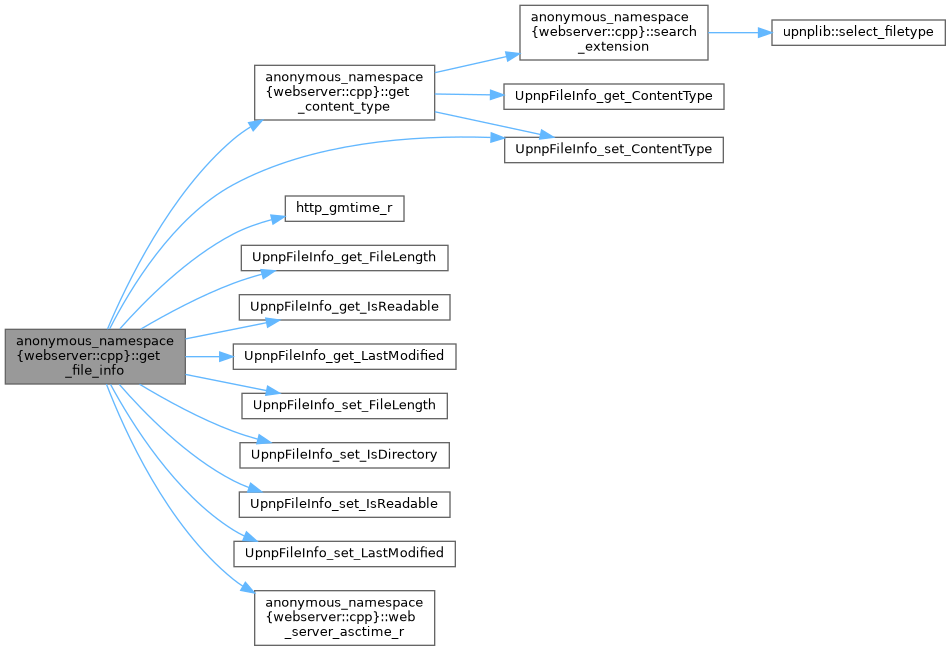 anonymous_namespace
{webserver::cpp}::search
_extension
upnplib::select_filetype
anonymous_namespace
{webserver::cpp}::get
_content_type
UpnpFileInfo_get_ContentType
UpnpFileInfo_set_ContentType
http_gmtime_r
UpnpFileInfo_get_FileLength
UpnpFileInfo_get_IsReadable
anonymous_namespace
{webserver::cpp}::get
_file_info
UpnpFileInfo_get_LastModified
UpnpFileInfo_set_FileLength
UpnpFileInfo_set_IsDirectory
UpnpFileInfo_set_IsReadable
UpnpFileInfo_set_LastModified
anonymous_namespace
{webserver::cpp}::web
_server_asctime_r